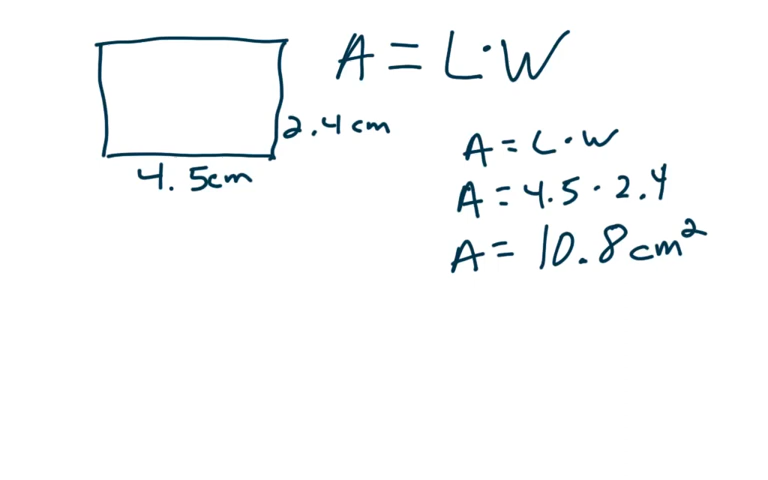 A = L·W
2.4cm
4.5cm
A = L·W
A = 4.5 · 2.4
A = 10.8cm²